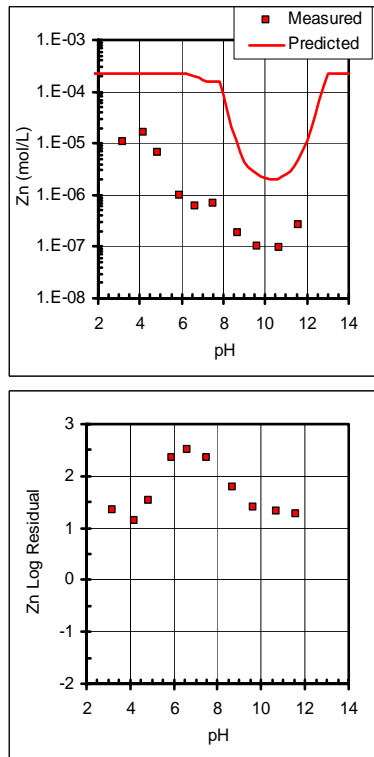 Measured
Predicted
1.E-03
1.E-04
1.E-05
1.E-06
1.E-07
1.E-08
Zn (mol/L)
2 4 6 8 10 12 14
pH
3
2
1
0
-1
-2
Zn Log Residual
2 4 6 8 10 12 14
pH